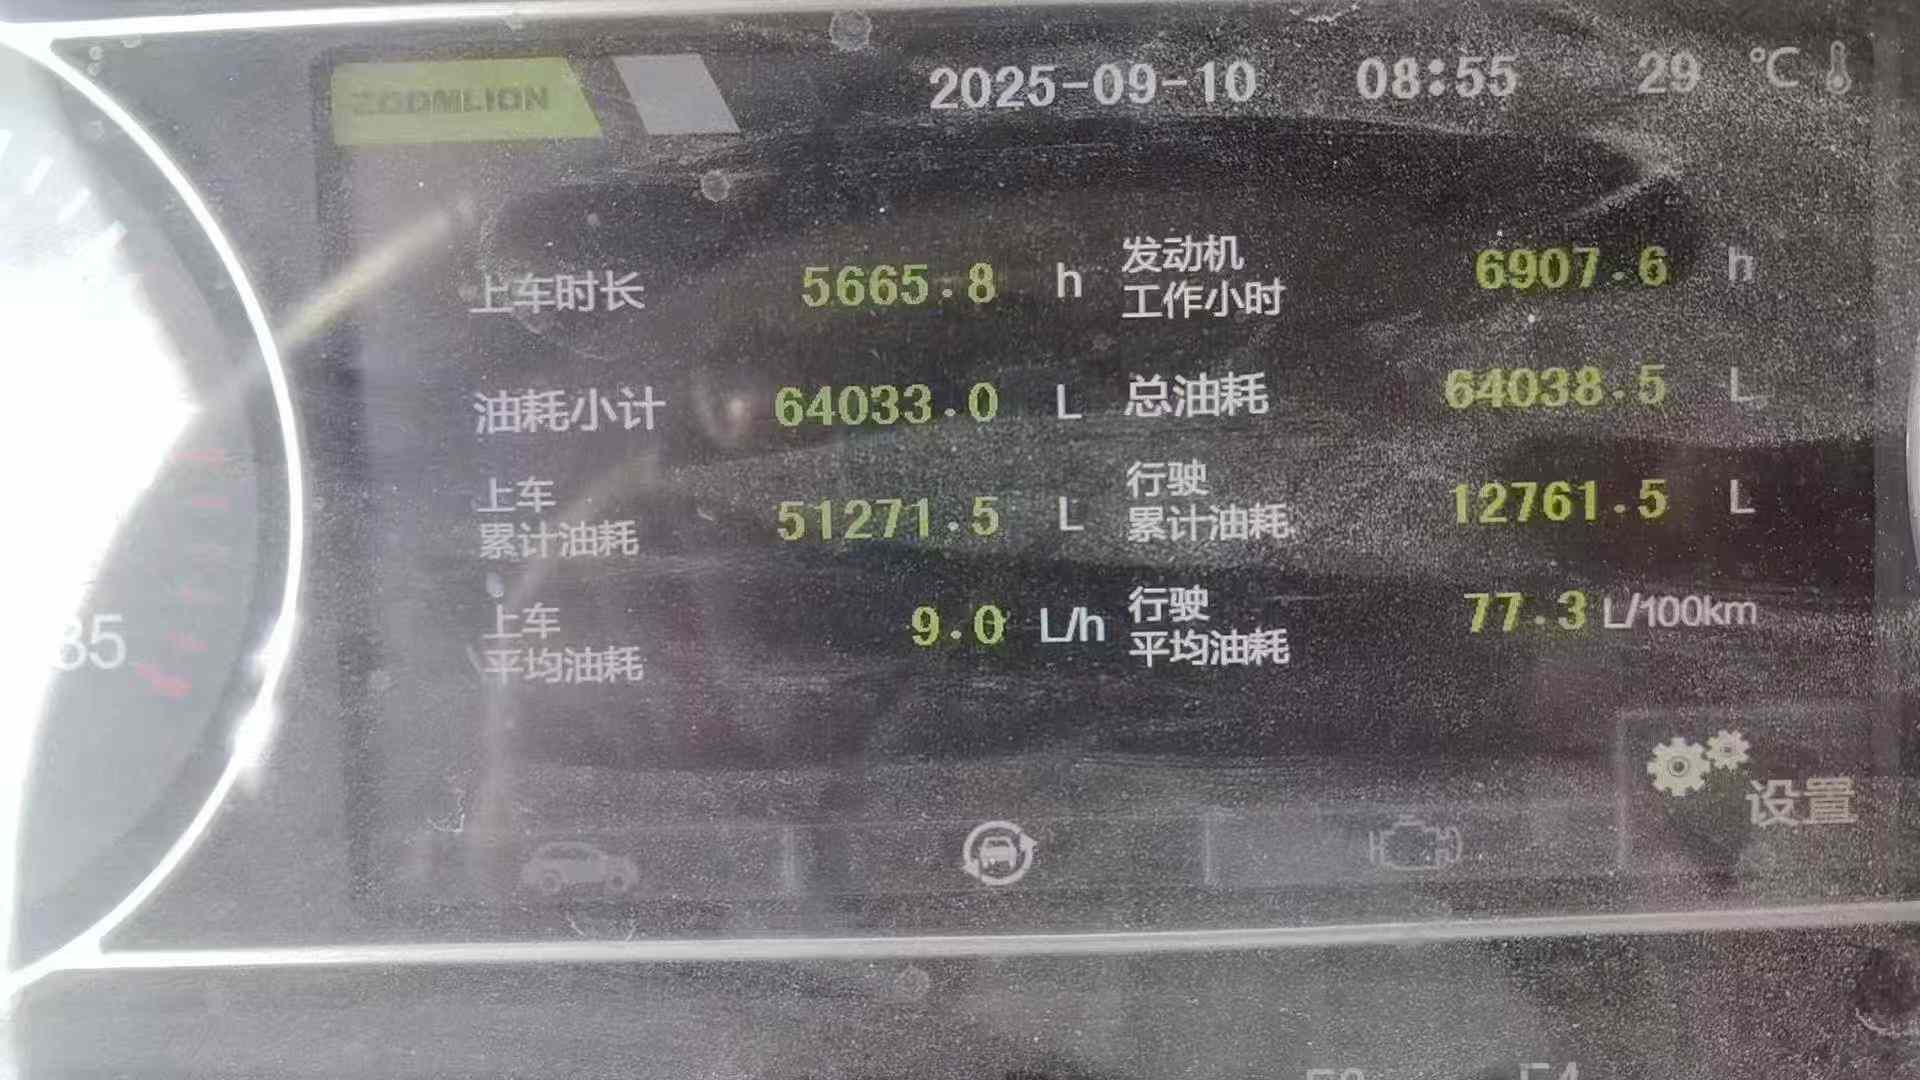 ZOOMLION
2025-09-10 08:55 29 ℃
上车时长 5665.8 h
发动机
工作小时 6907.6 h
油耗小计 64033.0 L
总油耗 64038.5 L
上车
累计油耗 51271.5 L
行驶
累计油耗 12761.5 L
上车
平均油耗 9.0 L/h
行驶
平均油耗 77.3 L/100km
设置
35